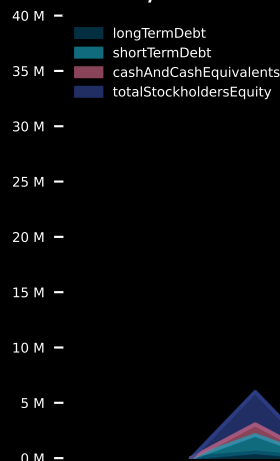 40 M
longTermDebt
shortTermDebt
35 M
cashAndCashEquivalents
totalStockholdersEquity
30 M
25 M
20 M
15 M
10 M
5 M
0 M